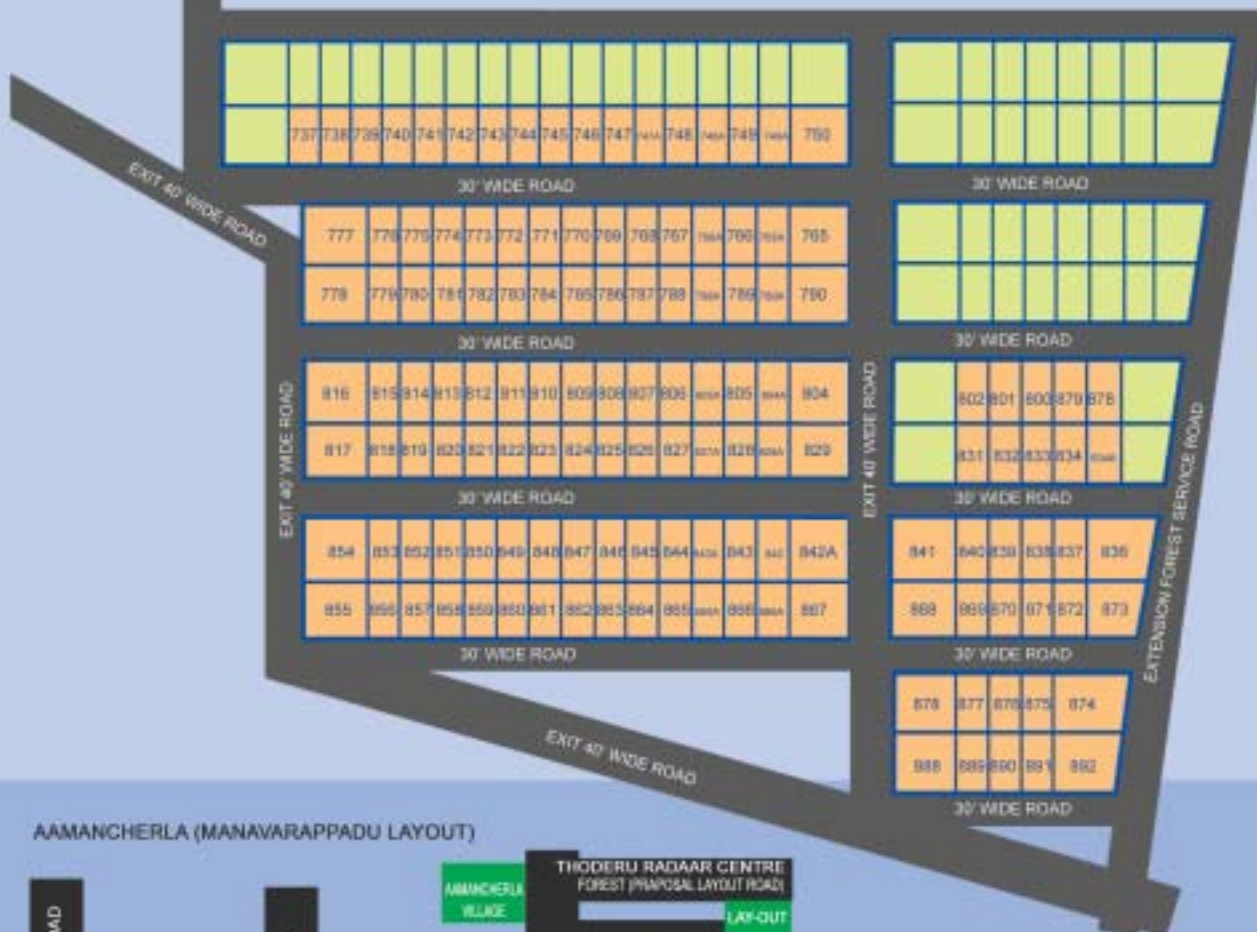 737 738 739 740 741 742 743 744 745 746 747 747A 748 748A 749 749A 750
30' WIDE ROAD
30' WIDE ROAD
EXIT 40' WIDE ROAD
777 776 775 774 773 772 771 770 769 768 767 766 765
778 779 780 781 782 783 784 785 786 787 788 789 790
30' WIDE ROAD
30' WIDE ROAD
816 815 814 813 812 811 810 809 808 807 806 805 804
802 801 800 879 878
817 818 819 820 821 822 823 824 825 826 827 827A 828 828A 829
831 832 833 834
EXIT 40' WIDE ROAD
EXIT 40' WIDE ROAD
EXTENSION FOREST SERVICE ROAD
30' WIDE ROAD
30' WIDE ROAD
854 853 852 851 850 849 848 847 846 845 844 843 842 842A
841 840 839 838 837 836
855 856 857 858 859 860 861 862 863 864 865 866 867
868 869 870 871 872 873
30' WIDE ROAD
30' WIDE ROAD
878 877 876 875 874
EXIT 40' WIDE ROAD
888 889 890 891 892
30' WIDE ROAD
AAMANCHERLA (MANAVARAPPADU LAYOUT)
THODERU RADAAR CENTRE
FOREST (PRAPOSAL LAYOUT ROAD)
AAMANCHERLA
VILLAGE
LAY-OUT